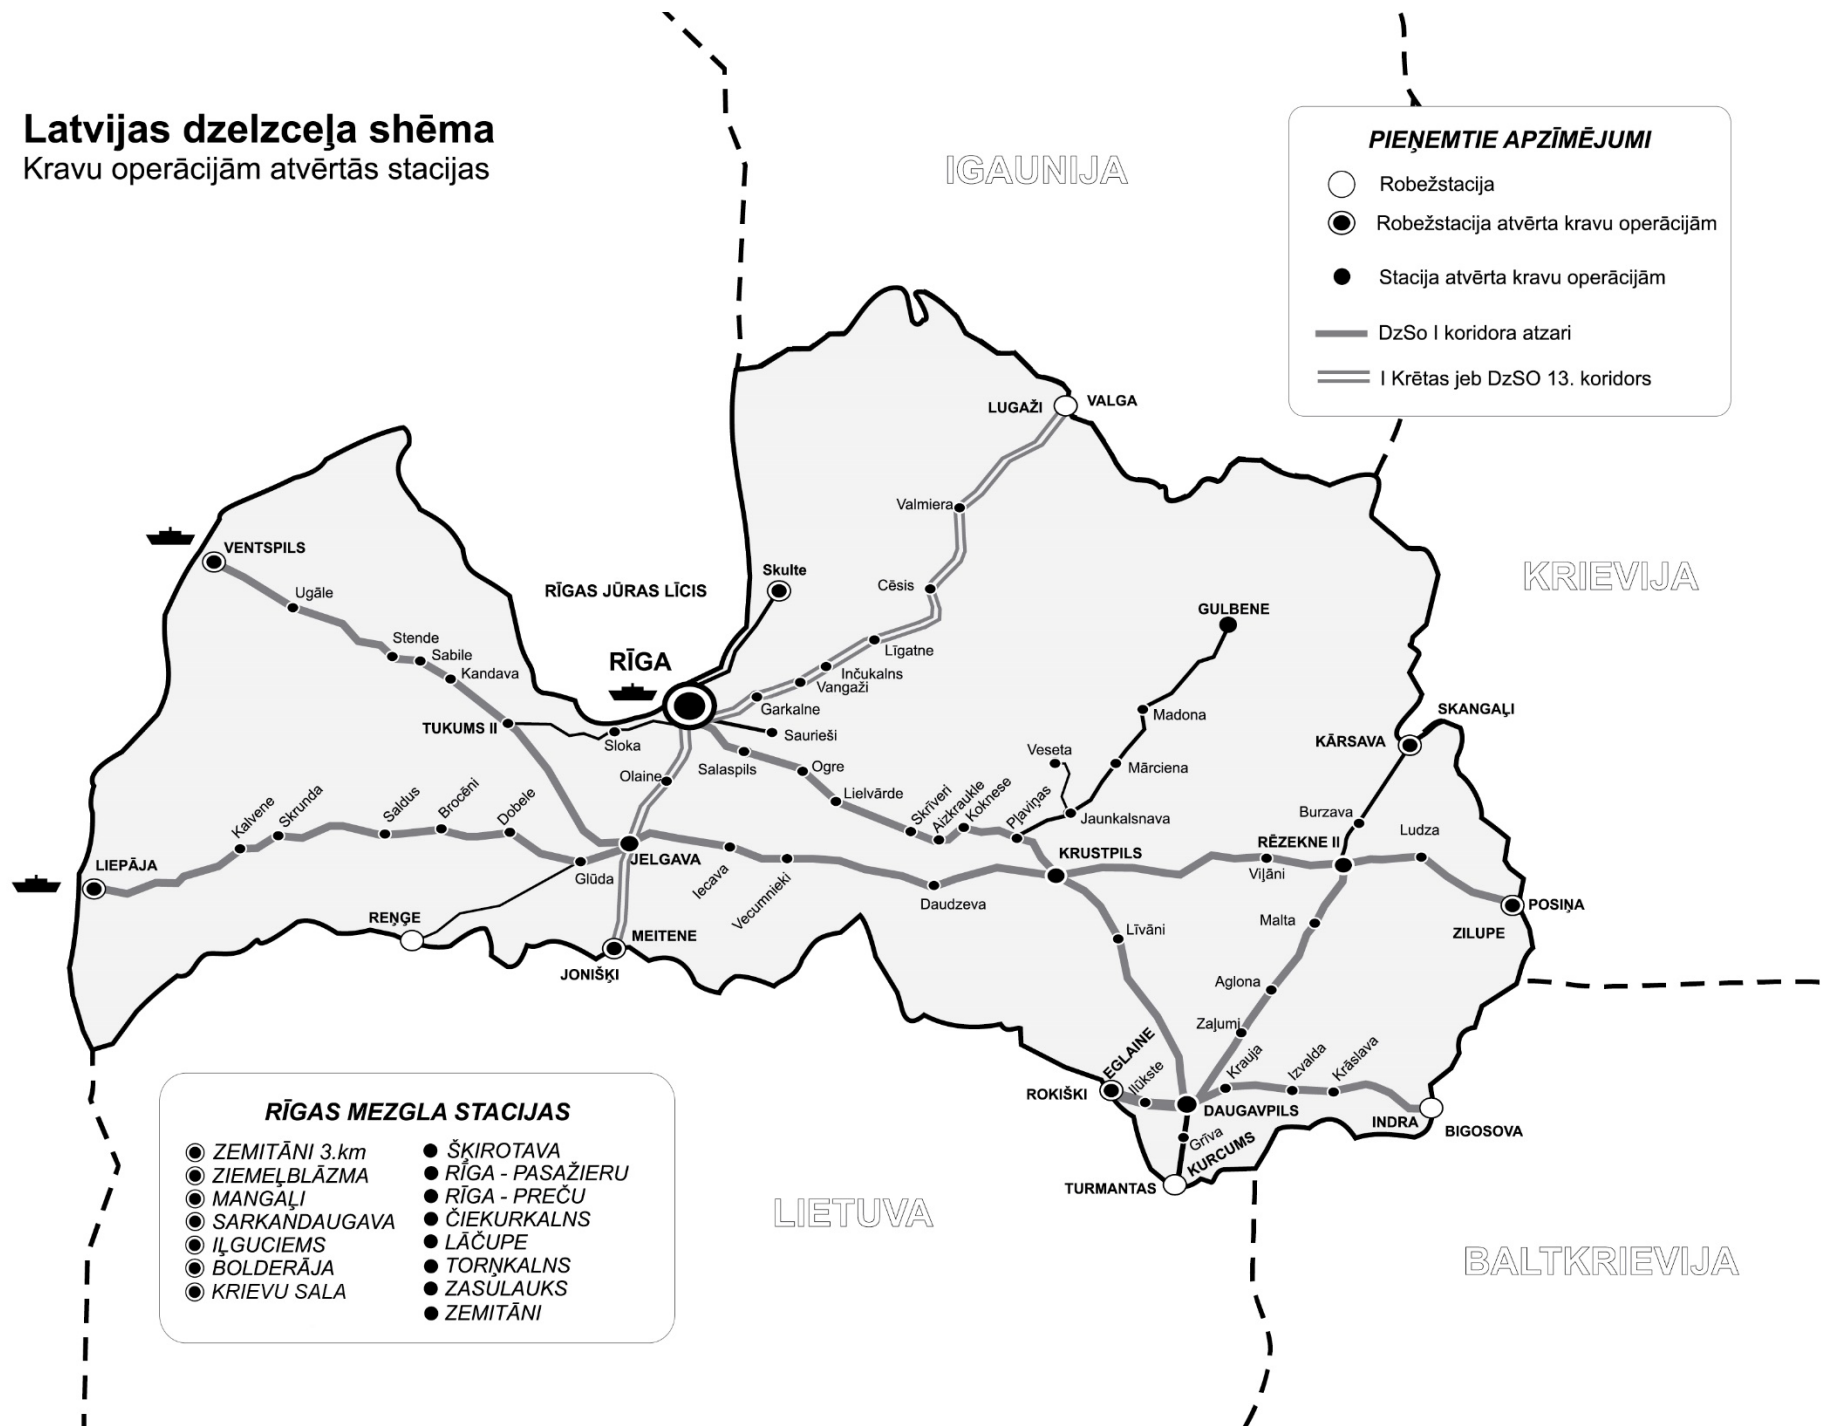 Latvijas dzelzceļa shēma
Kravu operācijām atvērtās stacijas
IGAUNIJA
PIEŅEMTIE APZĪMĒJUMI
Robežstacija
Robežstacija atvērta kravu operācijām
Stacija atvērta kravu operācijām
DzSo I koridora atzari
I Krētas jeb DzSO 13. koridors
LUGAŽI
VALGA
Valmiera
VENTSPILS
Ugāle
Stende
Sabile
Kandava
RĪGAS JŪRAS LĪCIS
Skulte
Cēsis
KRIEVIJA
GULBENE
Līgatne
RĪGA
Inčukalns
Vangaži
Garkalne
TUKUMS II
Sloka
Saurieši
Madona
SKANGAĻI
KĀRSAVA
Olaine
Salaspils
Ogre
Veseta
Mārciena
Lielvārde
Kalvene
Skrunda
Saldus
Brocēni
Dobele
Skrīveri
Aizkraukle
Koknese
Pļaviņas
Jaunkalsnava
Burzava
Ludza
LIEPĀJA
JELGAVA
KRUSTPILS
RĒZEKNE II
Viļāni
Glūda
Iecava
Vecumnieki
Daudzeva
POSIŅA
REŅĢE
MEITENE
Līvāni
Malta
ZILUPE
JONIŠĶI
Aglona
Zaļumi
EGLAINE
Ilūkste
Krauja
Izvalda
Krāslava
ROKIŠĶI
DAUGAVPILS
INDRA
BIGOSOVA
Grīva
KURCUMS
TURMANTAS
RĪGAS MEZGLA STACIJAS
ZEMITĀNI 3.km
ZIEMEĻBLĀZMA
MANGAĻI
SARKANDAUGAVA
IĻGUCIEMS
BOLDERĀJA
KRIEVU SALA
ŠĶIROTAVA
RĪGA - PASAŽIERU
RĪGA - PREČU
ČIEKURKALNS
LĀČUPE
TORŅKALNS
ZASULAUKS
ZEMITĀNI
LIETUVA
BALTKRIEVIJA